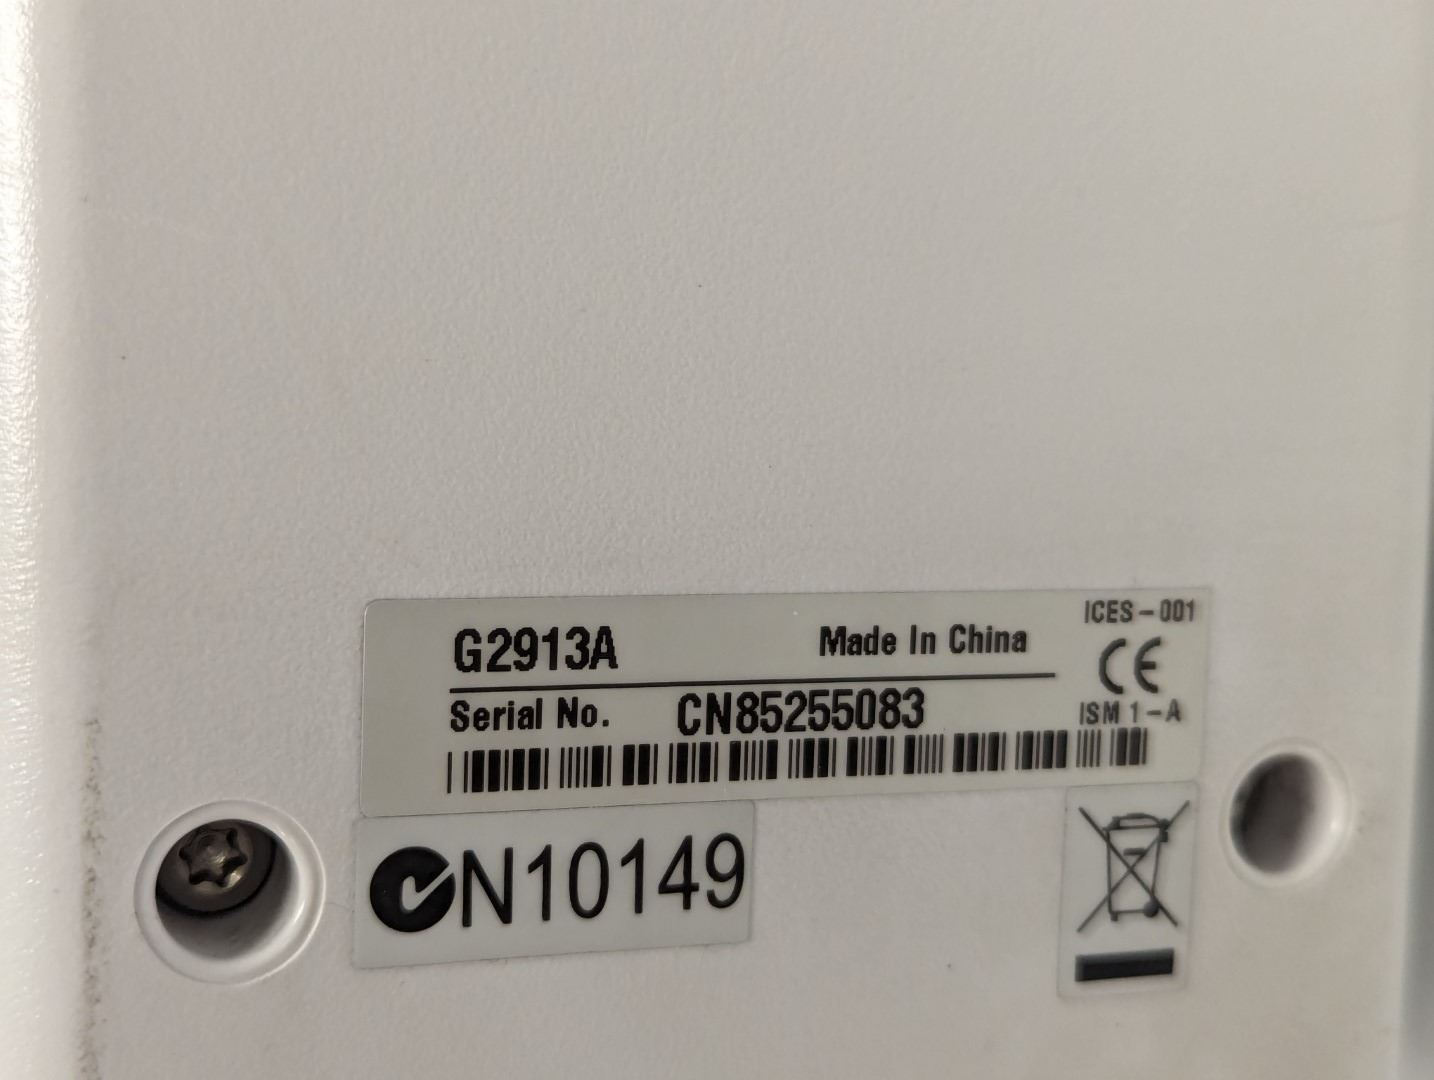 G2913A
Made In China
ICES-001
CE
Serial No. CN85255083
ISM 1-A
N10149